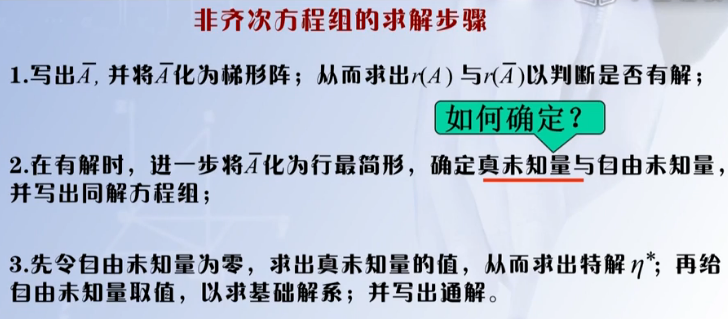 非齐次方程组的求解步骤
1.写出A̅, 并将A̅化为梯形阵；从而求出r(A) 与r(A̅)以判断是否有解；
如何确定？
2.在有解时，进一步将A̅化为行最简形，确定真未知量与自由未知量，
并写出同解方程组；
3.先令自由未知量为零，求出真未知量的值，从而求出特解η*；再给
自由未知量取值，以求基础解系；并写出通解。